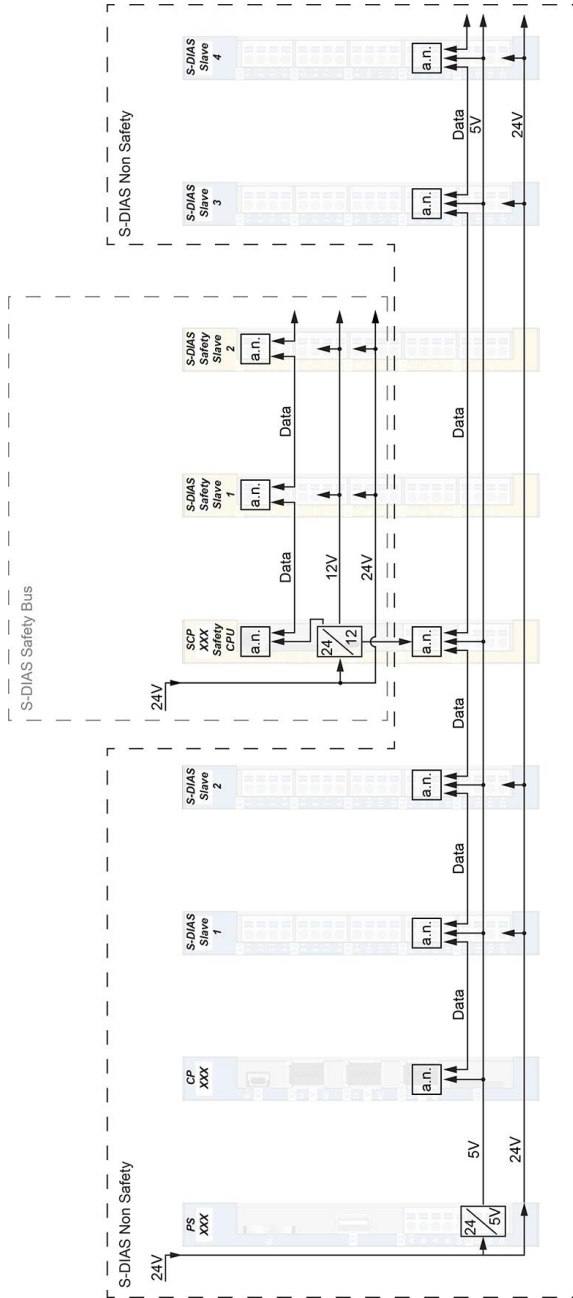 S-DIAS Non Safety
24V
PS
XXX
24
5V
5V
24V
CP
XXX
a.n.
Data
S-DIAS
Slave
1
a.n.
Data
S-DIAS
Slave
2
a.n.
Data
S-DIAS Safety Bus
24V
SCP
XXX
Safety
CPU
a.n.
24
12
a.n.
12V
24V
Data
S-DIAS
Safety
Slave
1
a.n.
Data
S-DIAS
Safety
Slave
2
a.n.
Data
S-DIAS Non Safety
S-DIAS
Slave
3
a.n.
Data
5V
24V
S-DIAS
Slave
4
a.n.